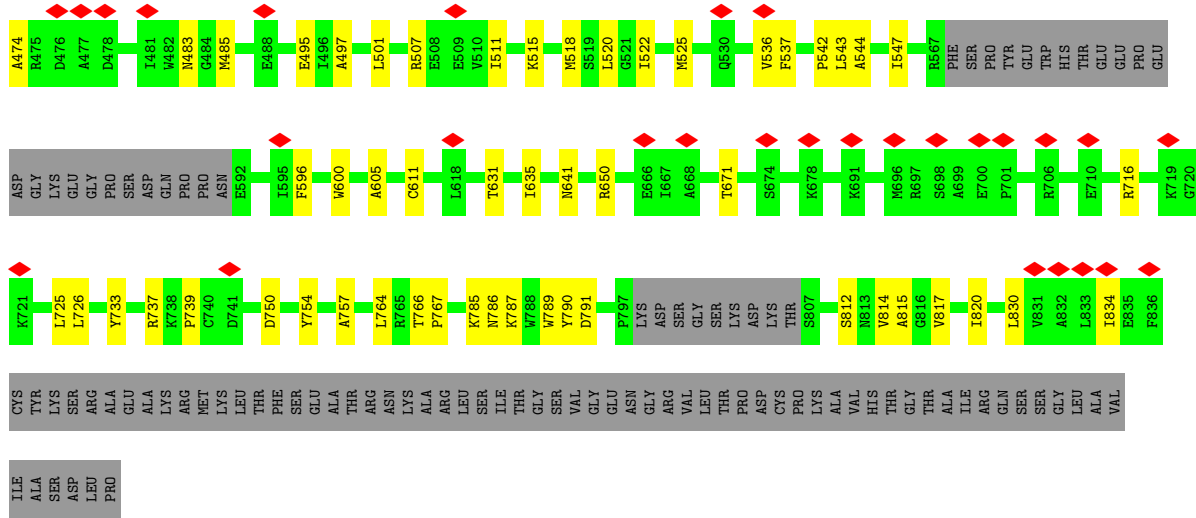 A474 R475 D476 A477 D478 I481 W482 N483 G484 M485 E488 E495 I496 A497 L501 R507 E508 E509 V510 I511 K515 M518 S519 L520 G521 I522 M525 Q530 V536 F537 P542 L543 A544 I547 R567 PHE SER PRO TYR GLU TRP HIS THR GLU GLU PRO GLU
ASP GLY LYS GLU GLY PRO SER ASP GLN PRO PRO ASN E592 I595 F596 W600 A605 C611 L618 T631 I635 N641 R650 E666 I667 A668 T671 S674 K678 K691 M696 R697 S698 A699 E700 P701 R706 E710 R716 K719 G720
K721 L725 L726 Y733 R737 K738 P739 C740 D741 D750 Y754 A757 L764 R765 T766 P767 K785 N786 K787 W788 W789 Y790 D791 P797 LYS ASP SER GLY SER LYS ASP LYS THR S807 S812 N813 V814 A815 G816 V817 I820 L830 V831 A832 L833 I834 E835 F836
CYS TYR LYS SER ARG ALA GLU ALA LYS ARG MET LYS LEU THR PHE SER GLU ALA THR ARG ASN LYS ALA ARG LEU SER ILE THR GLY SER VAL GLY GLU ASN GLY ARG VAL LEU THR PRO ASP CYS PRO LYS ALA VAL HIS THR GLY THR ALA ILE ARG GLN SER SER GLY LEU ALA VAL
ILE ALA SER ASP LEU PRO